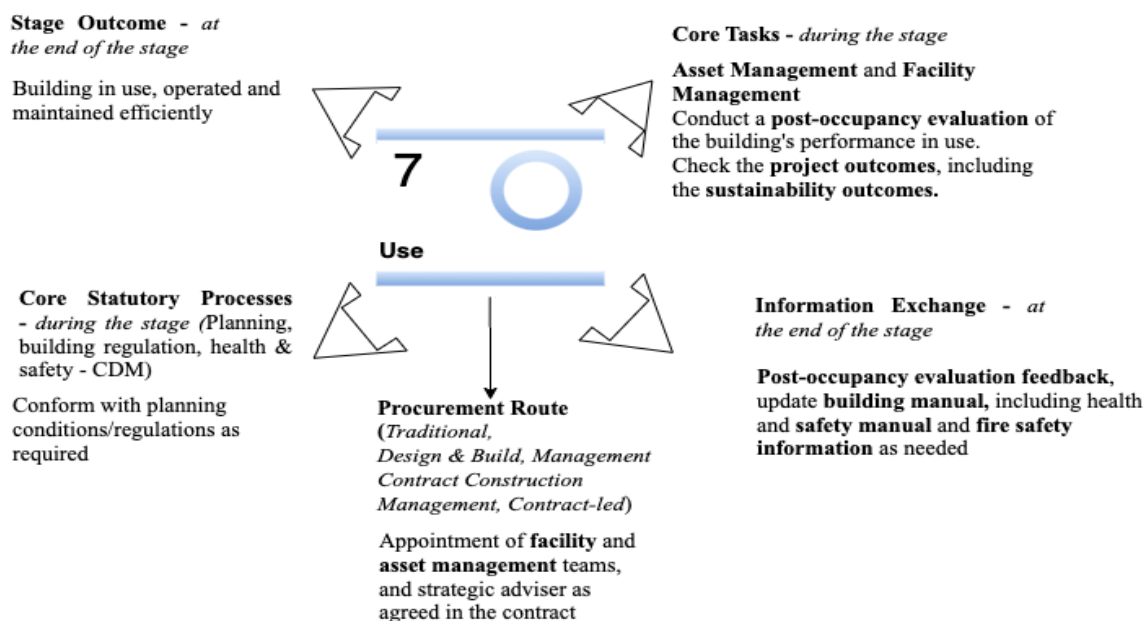 Stage Outcome - at
the end of the stage
Building in use, operated and
maintained efficiently
Core Tasks - during the stage
Asset Management and Facility
Management
Conduct a post-occupancy evaluation of
the building's performance in use.
Check the project outcomes, including
the sustainability outcomes.
7
Use
Core Statutory Processes
- during the stage (Planning,
building regulation, health &
safety - CDM)
Conform with planning
conditions/regulations as
required
Procurement Route
(Traditional,
Design & Build, Management
Contract Construction
Management, Contract-led)
Appointment of facility and
asset management teams,
and strategic adviser as
agreed in the contract
Information Exchange - at
the end of the stage
Post-occupancy evaluation feedback,
update building manual, including health
and safety manual and fire safety
information as needed